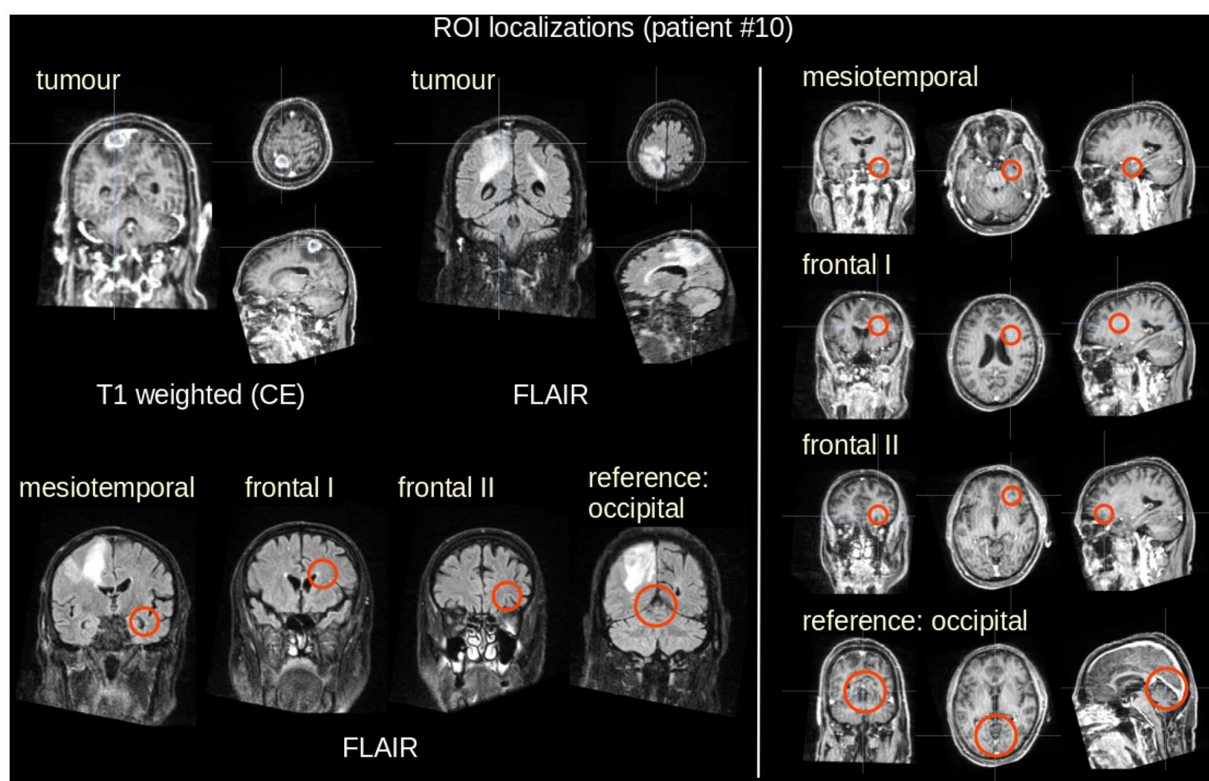 ROI localizations (patient #10)
tumour
tumour
T1 weighted (CE)
FLAIR
mesiotemporal
frontal I
frontal II
reference:
occipital
FLAIR
mesiotemporal
frontal I
frontal II
reference: occipital